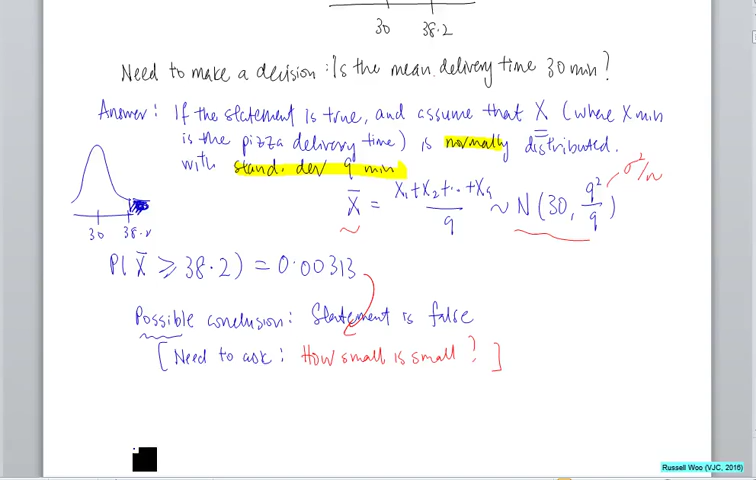 30 38.2
Need to make a decision : Is the mean delivery time 30 min?
Answer: If the statement is true, and assume that X (where X min
is the pizza delivery time) is normally distributed.
with stand. dev 9 min
X̄ = X₁+X₂+..+X₉ / 9 ~ N(30, 9²/9) σ²/n
30 38.2
P(X̄ ≥ 38.2) = 0.00313
Possible conclusion: Statement is false
[Need to ask: How small is small?]
Russell Woo (VJC, 2016)